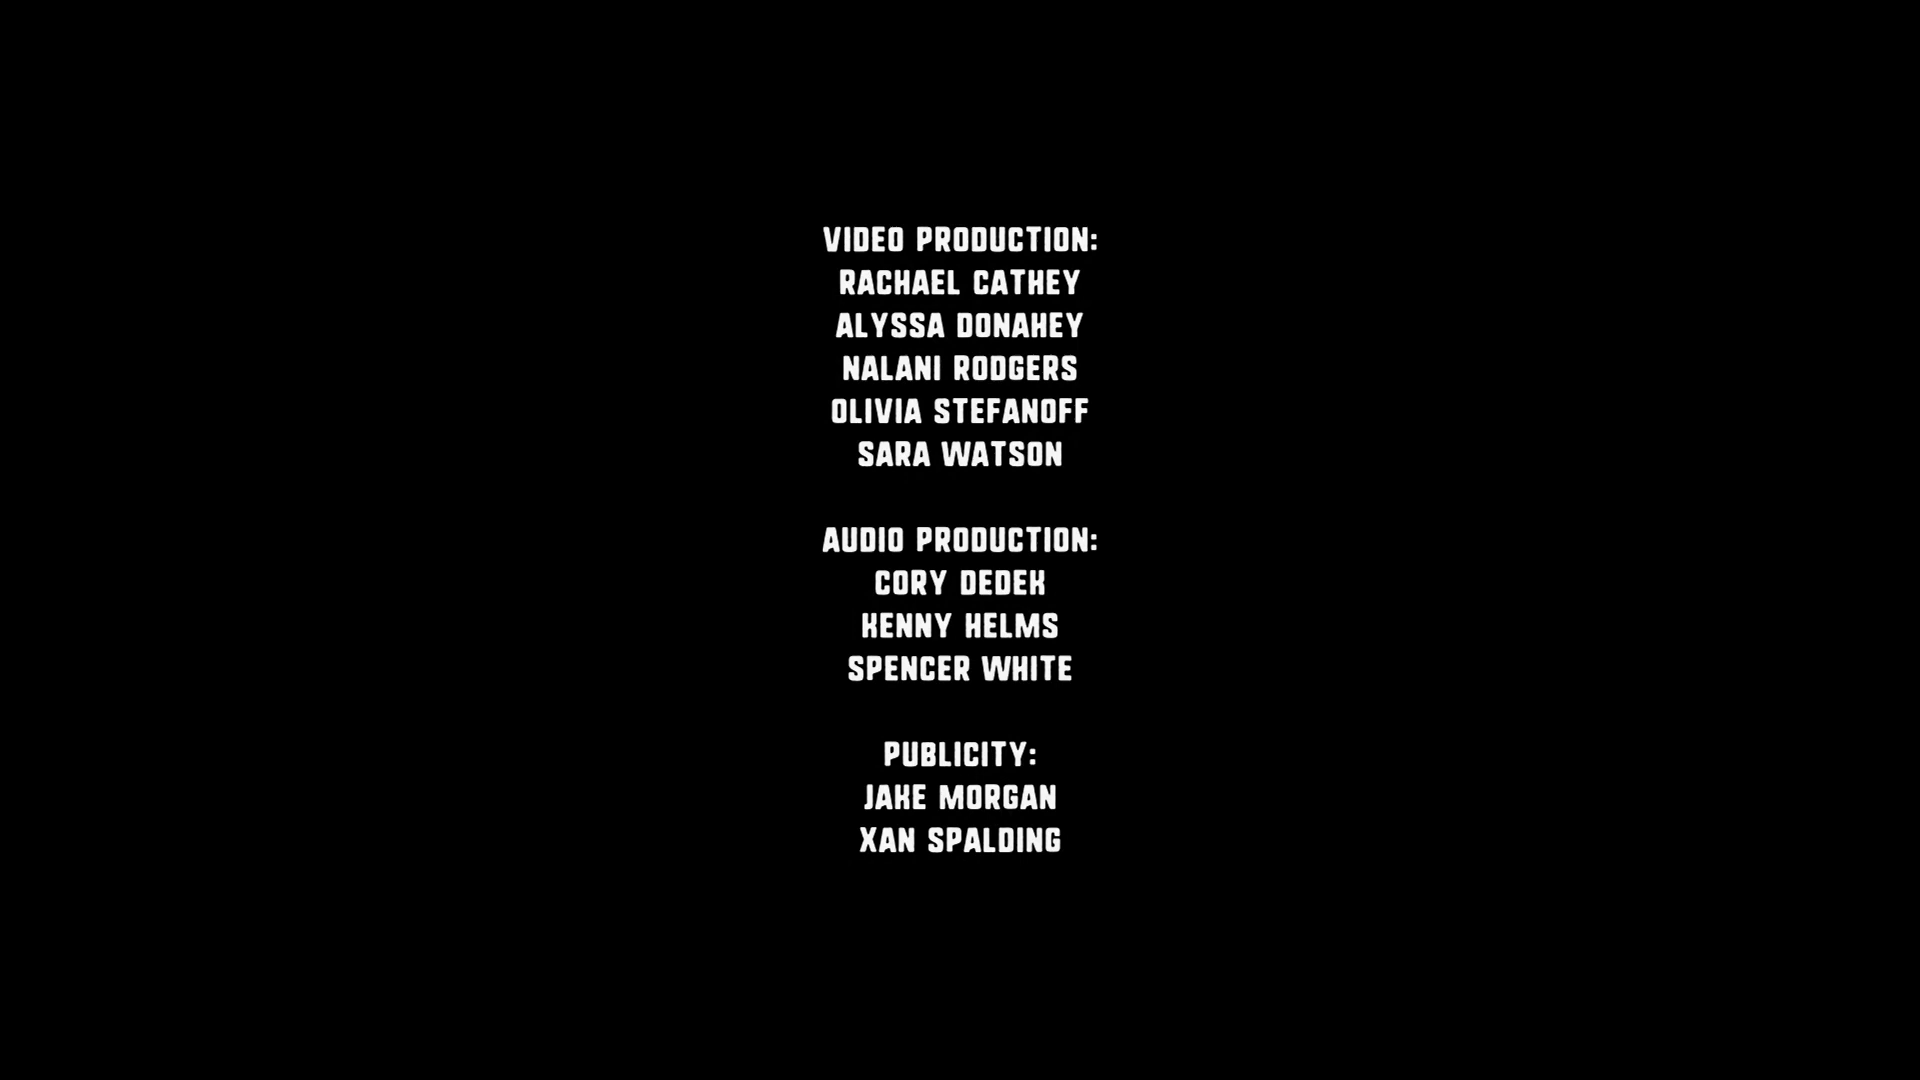 VIDEO PRODUCTION:
RACHAEL CATHEY
ALYSSA DONAHEY
NALANI RODGERS
OLIVIA STEFANOFF
SARA WATSON
AUDIO PRODUCTION:
CORY DEDEK
KENNY HELMS
SPENCER WHITE
PUBLICITY:
JAKE MORGAN
XAN SPALDING